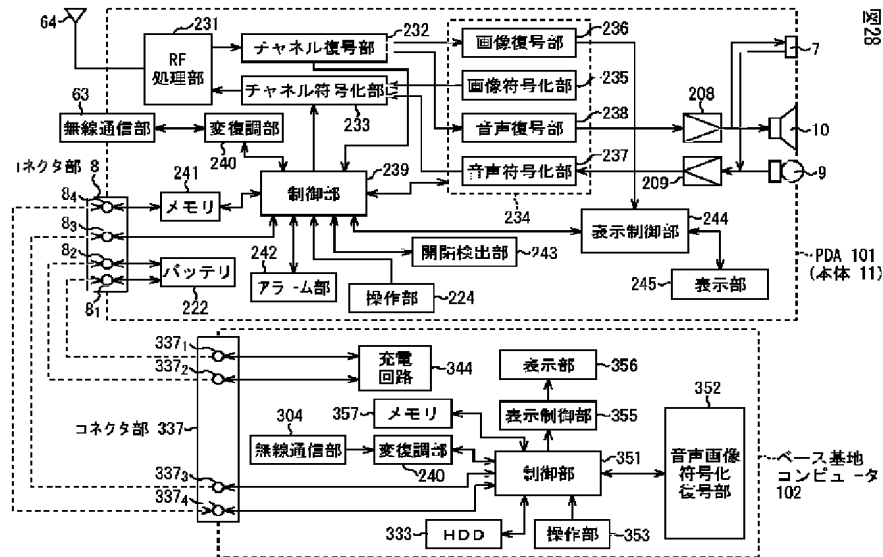 図28
64
231
RF
処理部
チャネル復号部
232
チャネル符号化部
233
画像復号部
236
画像符号化部
235
音声復号部
238
音声符号化部
237
234
208
209
7
10
9
63
無線通信部
変復調部
240
コネクタ部 8
8₄
8₃
8₂
8₁
241
メモリ
制御部
239
バッテリ
222
242
アラーム部
操作部
224
開閉検出部
243
表示制御部
244
245
表示部
PDA 101
(本体 11)
337₁
337₂
コネクタ部 337
337₃
337₄
充電
回路
344
表示部
356
357
メモリ
表示制御部
355
304
無線通信部
変復調部
240
制御部
351
352
音声画像
符号化
復号部
333
HDD
操作部
353
ベース基地
コンピュータ
102